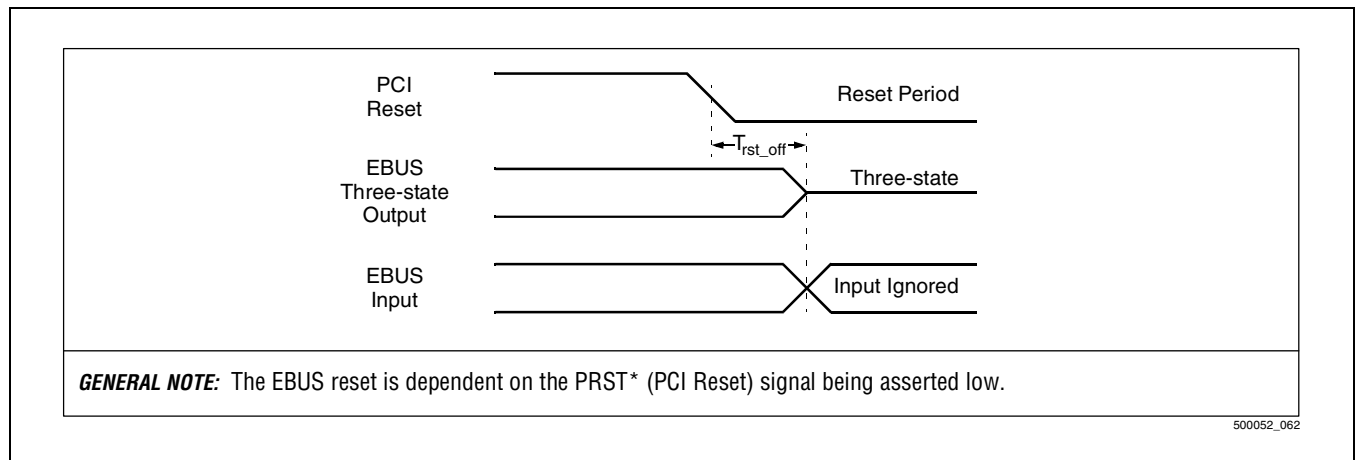 PCI
Reset
Reset Period
Trst_off
EBUS
Three-state
Output
Three-state
EBUS
Input
Input Ignored
GENERAL NOTE: The EBUS reset is dependent on the PRST* (PCI Reset) signal being asserted low.
500052_062